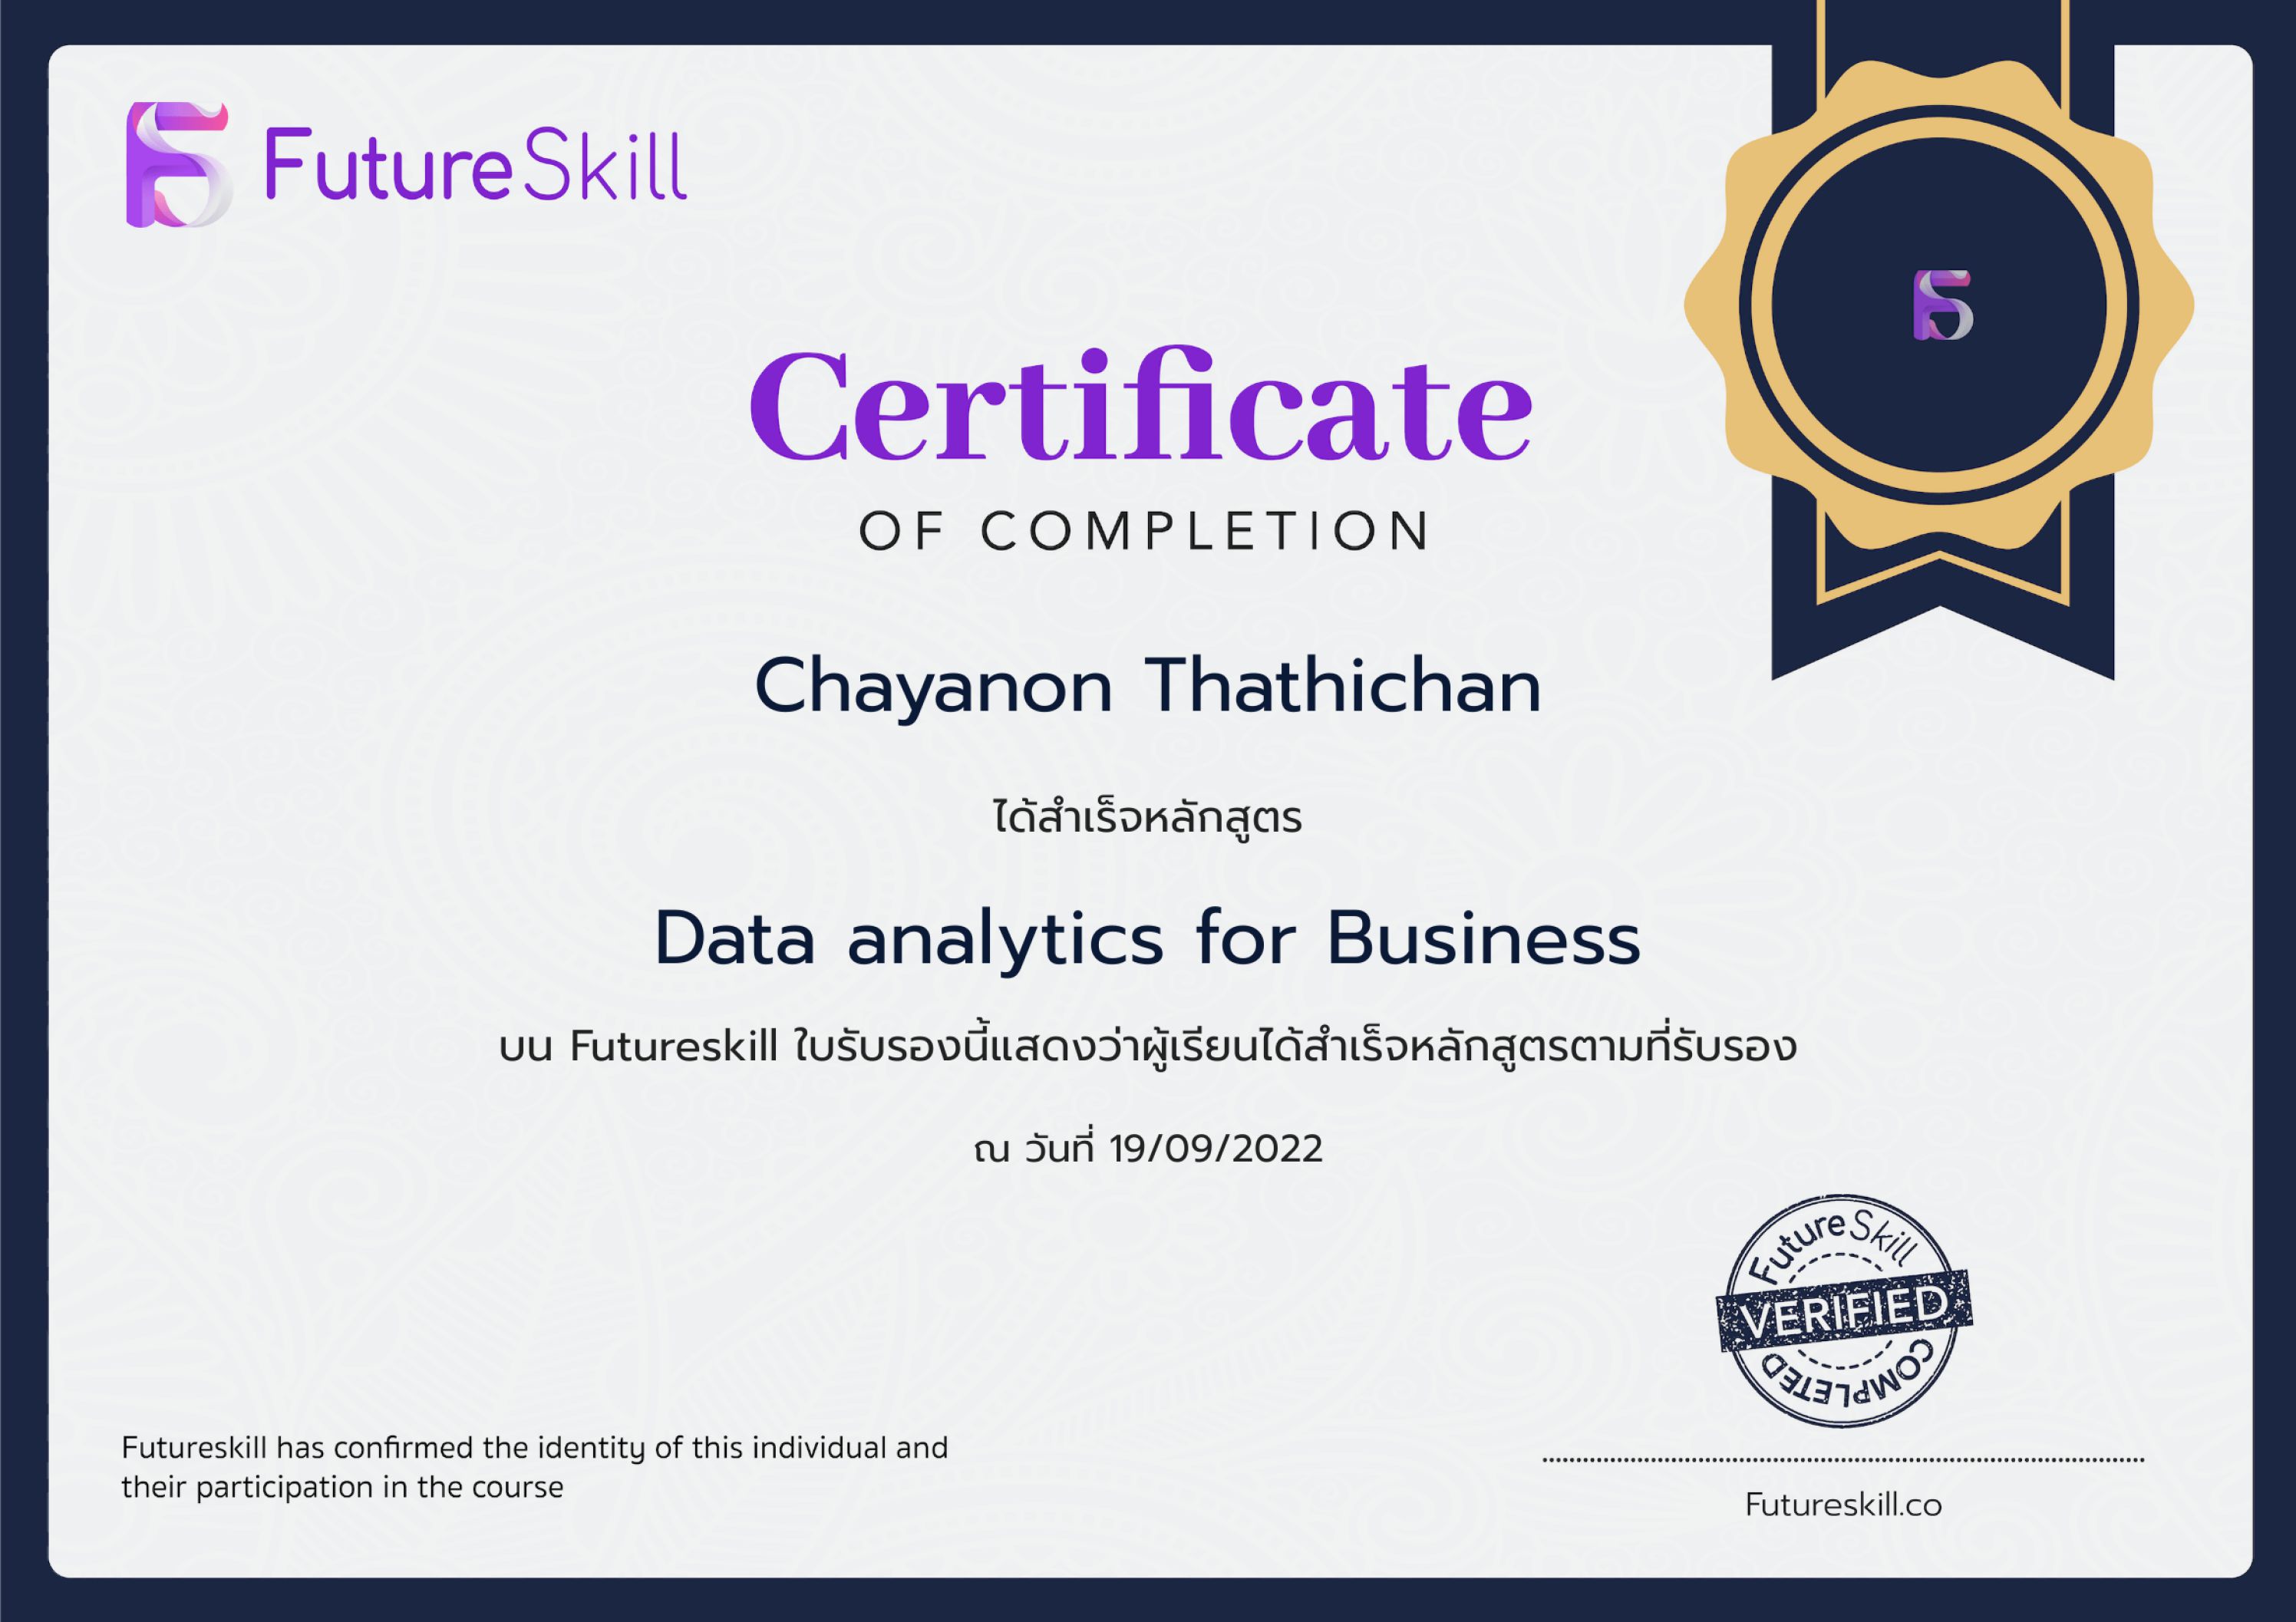 FutureSkill
Certificate
OF COMPLETION
Chayanon Thathichan
ได้สำเร็จหลักสูตร
Data analytics for Business
บน Futureskill ใบรับรองนี้แสดงว่าผู้เรียนได้สำเร็จหลักสูตรตามที่รับรอง
ณ วันที่ 19/09/2022
FutureSkill
VERIFIED
COMPLETED
Futureskill has confirmed the identity of this individual and
their participation in the course
Futureskill.co